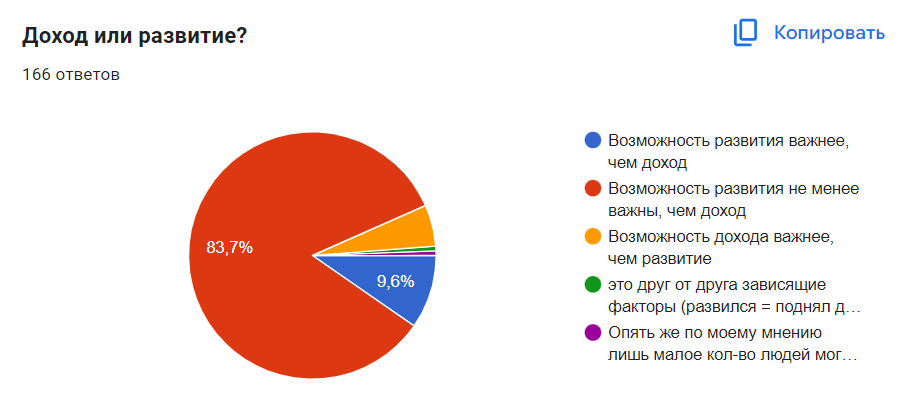 Доход или развитие?
Копировать
166 ответов
83,7%
9,6%
Возможность развития важнее,
чем доход
Возможность развития не менее
важны, чем доход
Возможность дохода важнее,
чем развитие
это друг от друга зависящие
факторы (развился = поднял д…
Опять же по моему мнению
лишь малое кол-во людей мог…